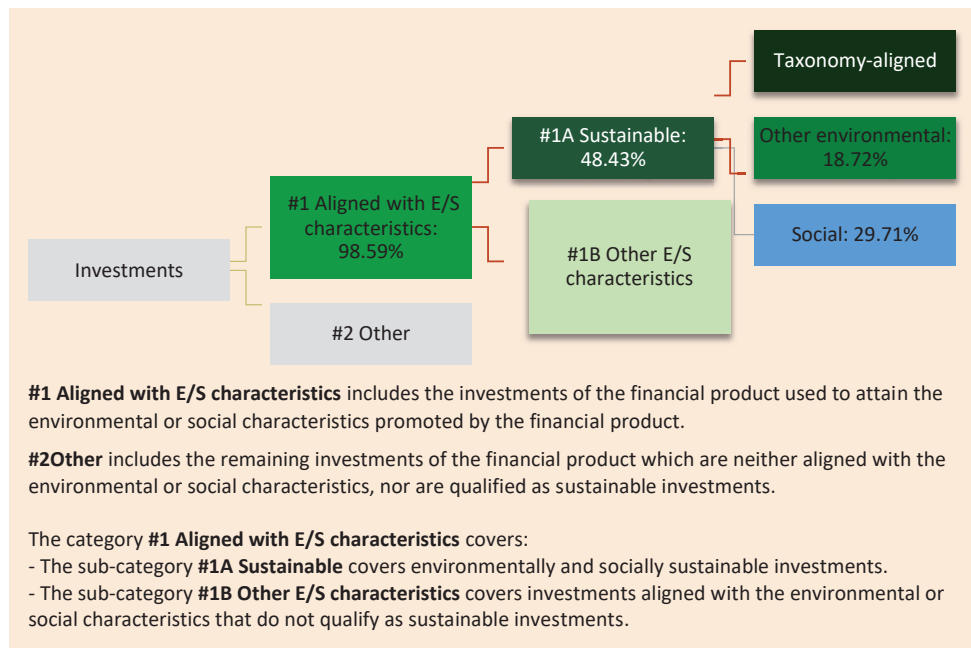 Taxonomy-aligned
#1A Sustainable:
48.43%
Other environmental:
18.72%
#1 Aligned with E/S
characteristics:
98.59%
Social: 29.71%
#1B Other E/S
characteristics
Investments
#2 Other
#1 Aligned with E/S characteristics includes the investments of the financial product used to attain the
environmental or social characteristics promoted by the financial product.
#2Other includes the remaining investments of the financial product which are neither aligned with the
environmental or social characteristics, nor are qualified as sustainable investments.
The category #1 Aligned with E/S characteristics covers:
- The sub-category #1A Sustainable covers environmentally and socially sustainable investments.
- The sub-category #1B Other E/S characteristics covers investments aligned with the environmental or
social characteristics that do not qualify as sustainable investments.